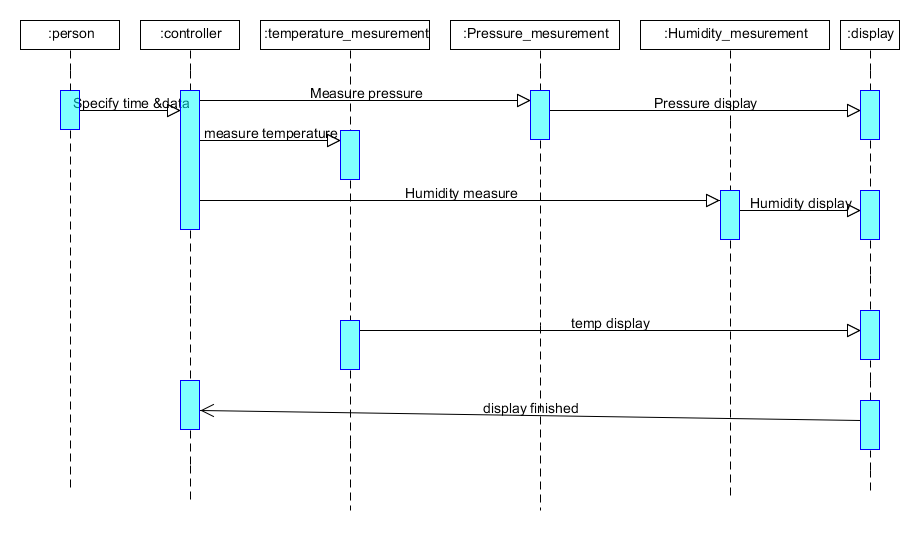 :person
:controller
:temperature_mesurement
:Pressure_mesurement
:Humidity_mesurement
:display
Specify time &data
Measure pressure
Pressure display
measure temperature
Humidity measure
Humidity display
temp display
display finished